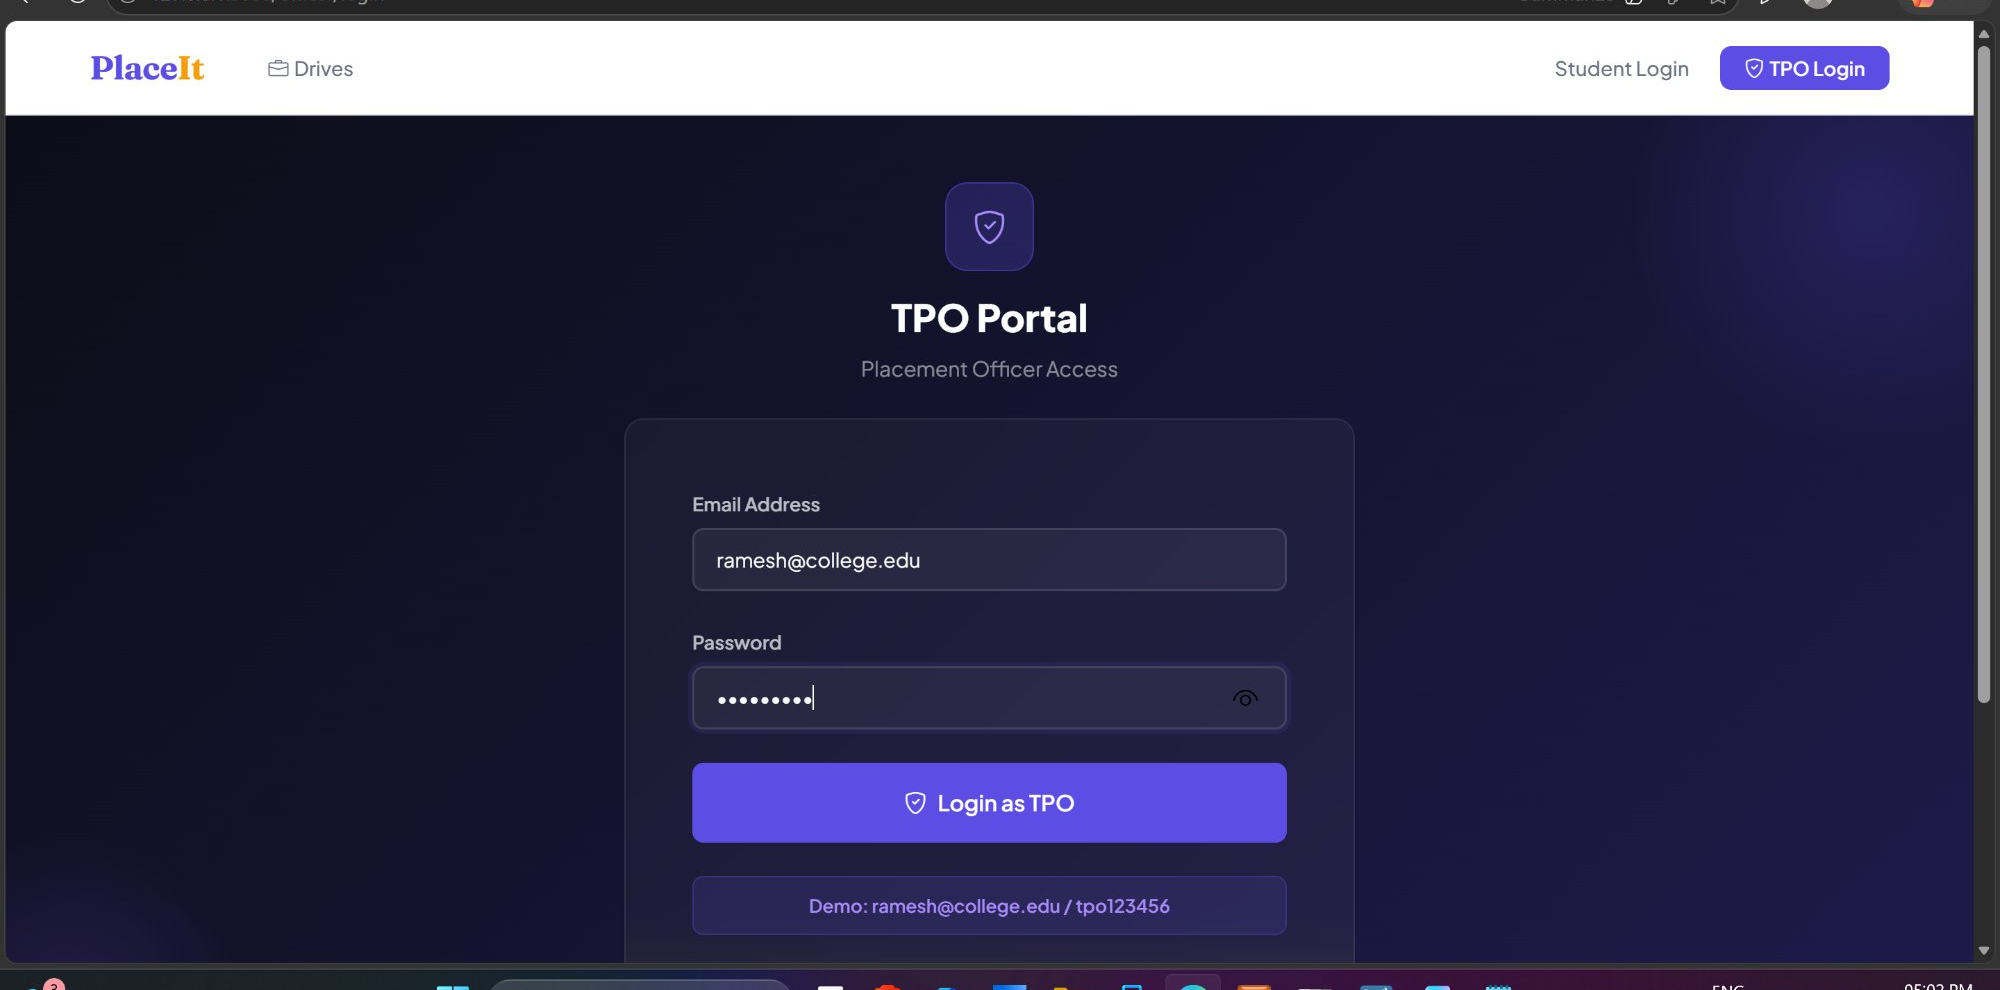 PlaceIt
Drives
Student Login
TPO Login
TPO Portal
Placement Officer Access
Email Address
ramesh@college.edu
Password
•••••••••
Login as TPO
Demo: ramesh@college.edu / tpo123456